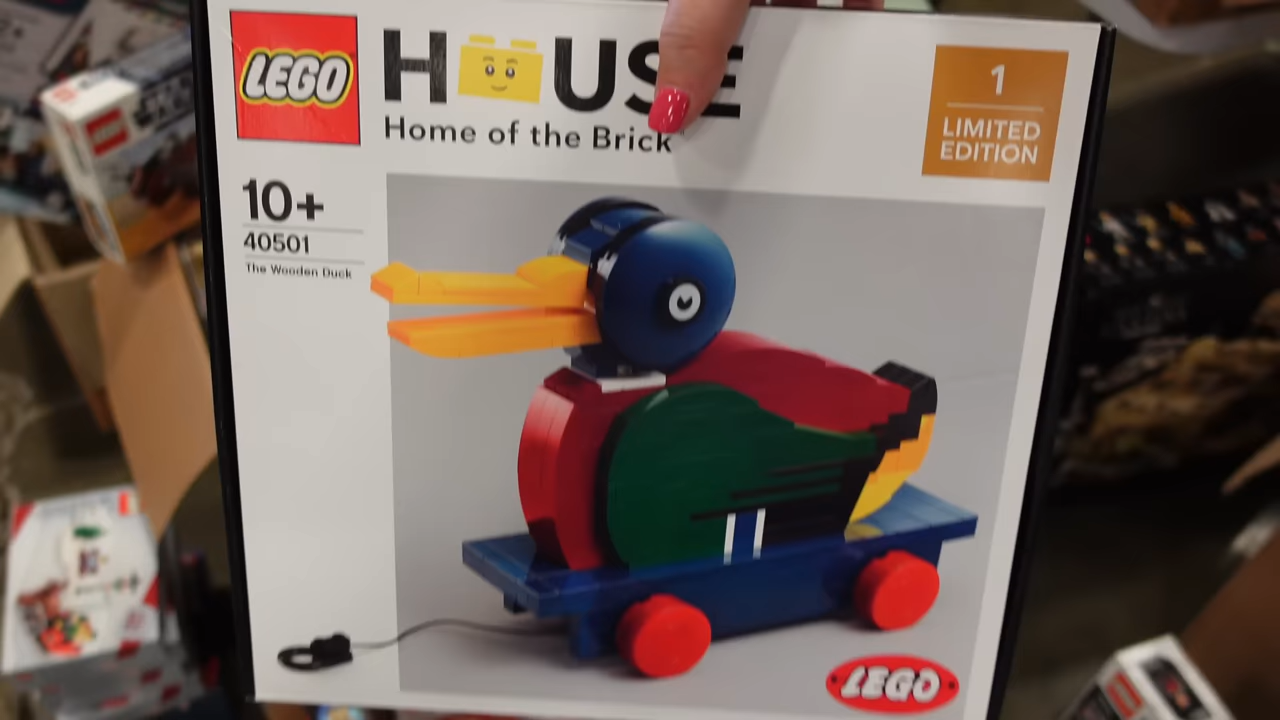 LEGO
HOUSE
Home of the Brick
1
LIMITED
EDITION
10+
40501
The Wooden Duck
LEGO